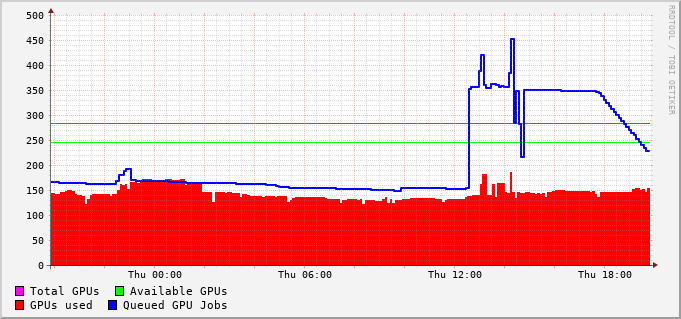 500
450
400
350
300
250
200
150
100
50
0
Thu 00:00 Thu 06:00 Thu 12:00 Thu 18:00
Total GPUs Available GPUs
GPUs used Queued GPU Jobs
RRDTOOL / TOBI OETIKER